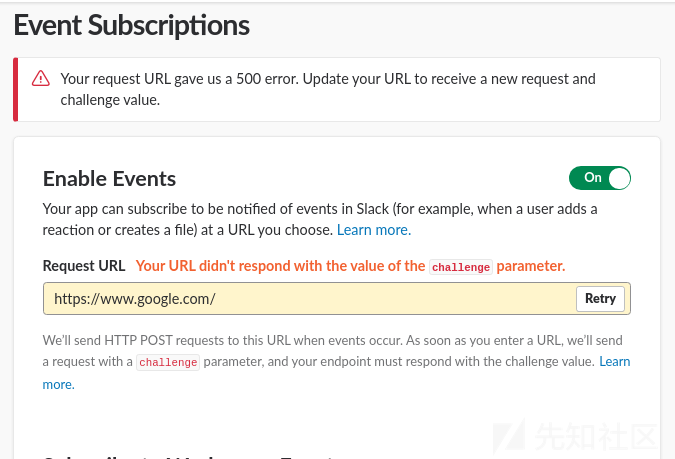 Event Subscriptions
Your request URL gave us a 500 error. Update your URL to receive a new request and
challenge value.
Enable Events
On
Your app can subscribe to be notified of events in Slack (for example, when a user adds a
reaction or creates a file) at a URL you choose. Learn more.
Request URL Your URL didn't respond with the value of the challenge parameter.
https://www.google.com/ Retry
We'll send HTTP POST requests to this URL when events occur. As soon as you enter a URL, we'll send
a request with a challenge parameter, and your endpoint must respond with the challenge value. Learn
more.
先知社区